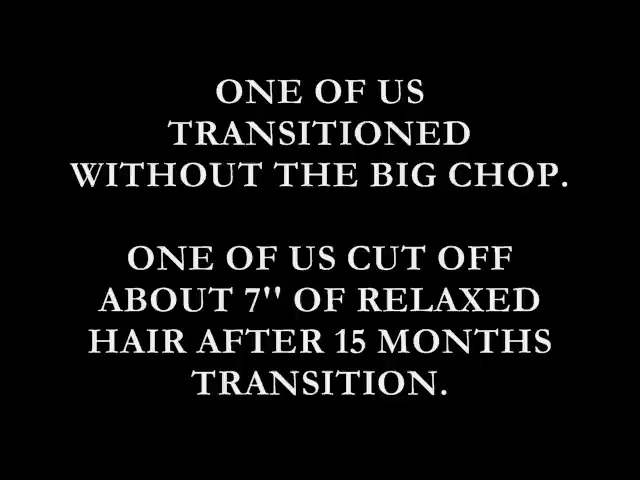 ONE OF US
TRANSITIONED
WITHOUT THE BIG CHOP.
ONE OF US CUT OFF
ABOUT 7'' OF RELAXED
HAIR AFTER 15 MONTHS
TRANSITION.